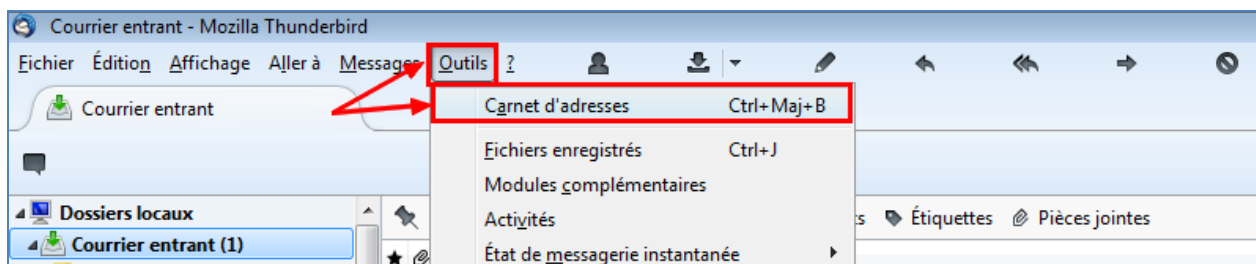 Courrier entrant - Mozilla Thunderbird
Fichier Édition Affichage Aller à Messages Outils ?
Courrier entrant
Carnet d'adresses Ctrl+Maj+B
Fichiers enregistrés Ctrl+J
Modules complémentaires
Dossiers locaux
Activités
Étiquettes Pièces jointes
Courrier entrant (1)
État de messagerie instantanée